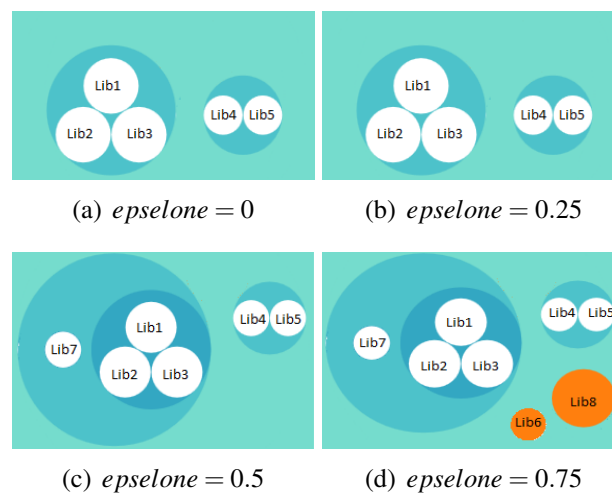 Lib1
Lib2 Lib3
Lib4 Lib5
Lib1
Lib2 Lib3
Lib4 Lib5
(a) epselone = 0
(b) epselone = 0.25
Lib7
Lib1
Lib2 Lib3
Lib4 Lib5
Lib7
Lib1
Lib2 Lib3
Lib4 Lib5
Lib6
Lib8
(c) epselone = 0.5
(d) epselone = 0.75